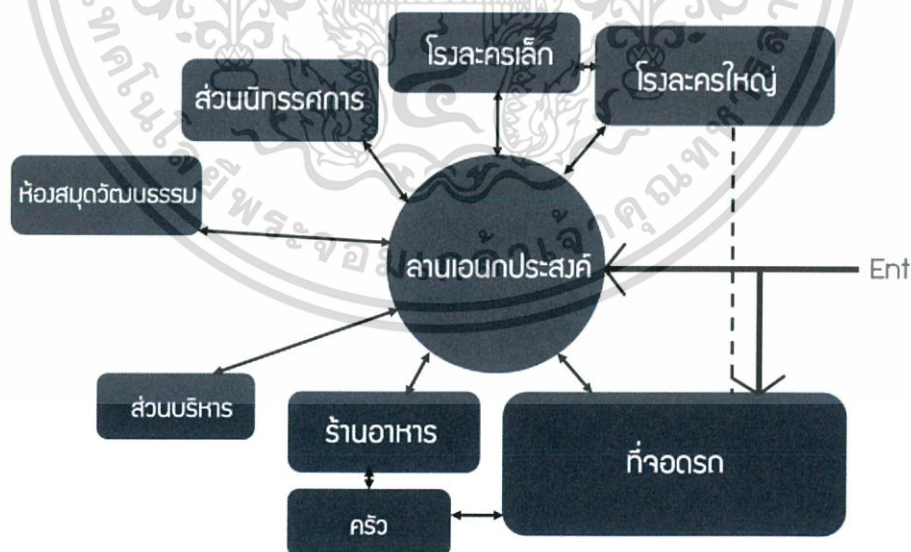 โรงละครเล็ก
โรงละครใหญ่
ส่วนนิทรรศการ
ห้องสมุดวัฒนธรรม
ลานเอนกประสงค์
Ent
ส่วนบริหาร
ร้านอาหาร
ที่จอดรถ
ครัว